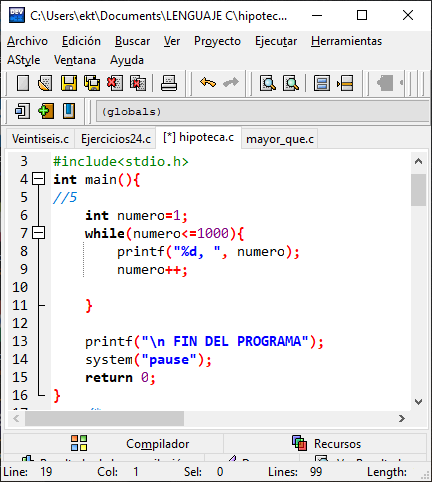 C:\Users\ekt\Documents\LENGUAJE C\hipotec...
Archivo Edición Buscar Ver Proyecto Ejecutar Herramientas
AStyle Ventana Ayuda
(globals)
Veintiseis.c Ejercicios24.c [*] hipoteca.c mayor_que.c
3 #include<stdio.h>
4 int main(){
5 //5
6 int numero=1;
7 while(numero<=1000){
8 printf("%d, ", numero);
9 numero++;
10
11 }
12
13 printf("\n FIN DEL PROGRAMA");
14 system("pause");
15 return 0;
16 }
17 /*
Compilador Recursos
Line: 19 Col: 1 Sel: 0 Lines: 99 Length: